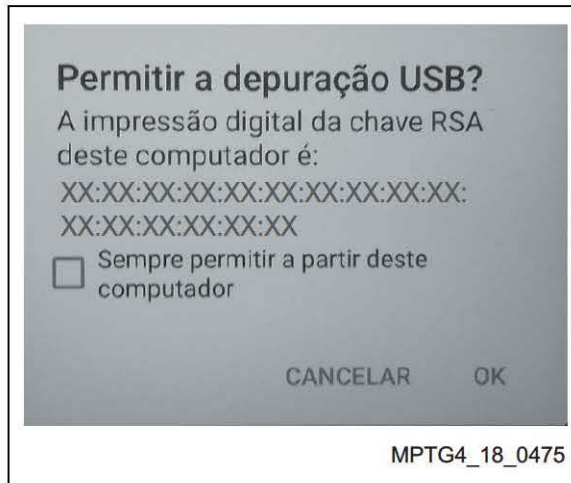 Permitir a depuração USB?
A impressão digital da chave RSA
deste computador é:
XX:XX:XX:XX:XX:XX:XX:XX:XX:XX:
XX:XX:XX:XX:XX:XX
Sempre permitir a partir deste
computador
CANCELAR OK
MPTG4_18_0475